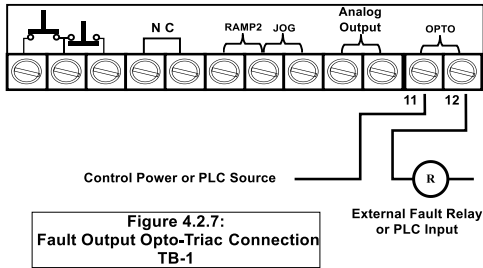 Analog
N C RAMP2 JOG Output OPTO
11 12
Control Power or PLC Source
R
External Fault Relay
or PLC Input
Figure 4.2.7:
Fault Output Opto-Triac Connection
TB-1